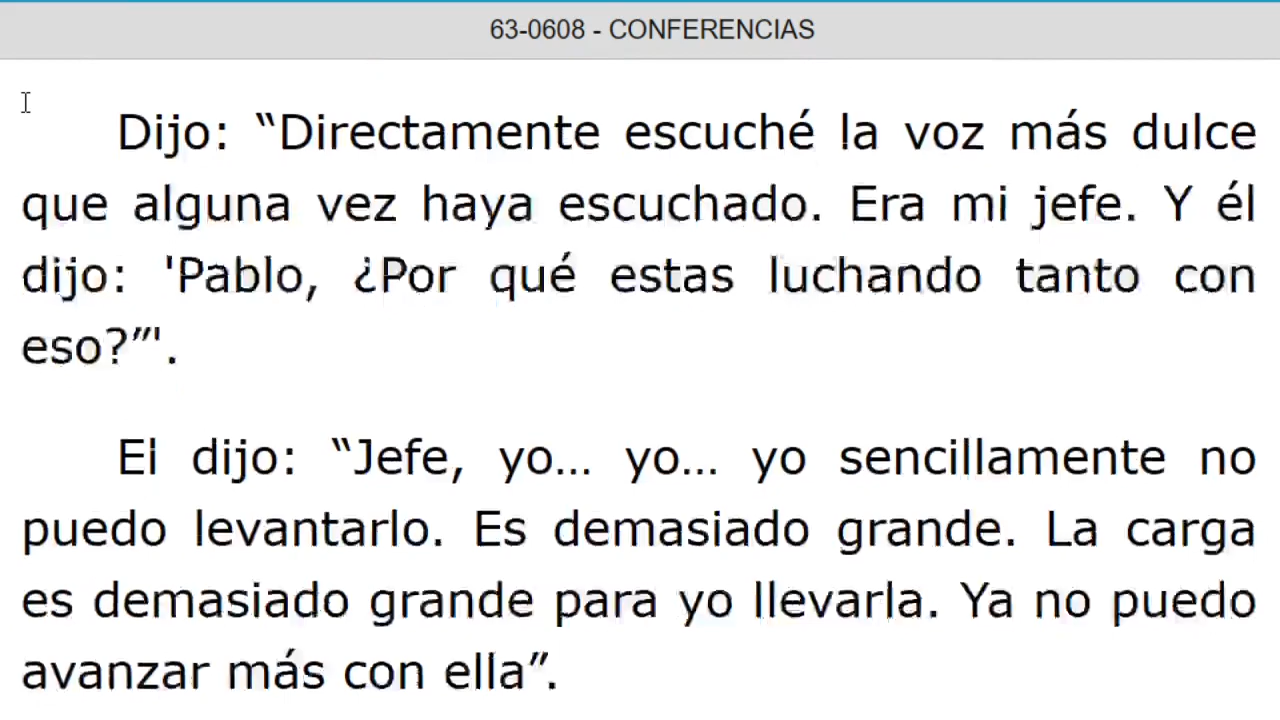 63-0608 - CONFERENCIAS
Dijo: “Directamente escuché la voz más dulce
que alguna vez haya escuchado. Era mi jefe. Y él
dijo: 'Pablo, ¿Por qué estas luchando tanto con
eso?”'.
El dijo: “Jefe, yo... yo... yo sencillamente no
puedo levantarlo. Es demasiado grande. La carga
es demasiado grande para yo llevarla. Ya no puedo
avanzar más con ella”.